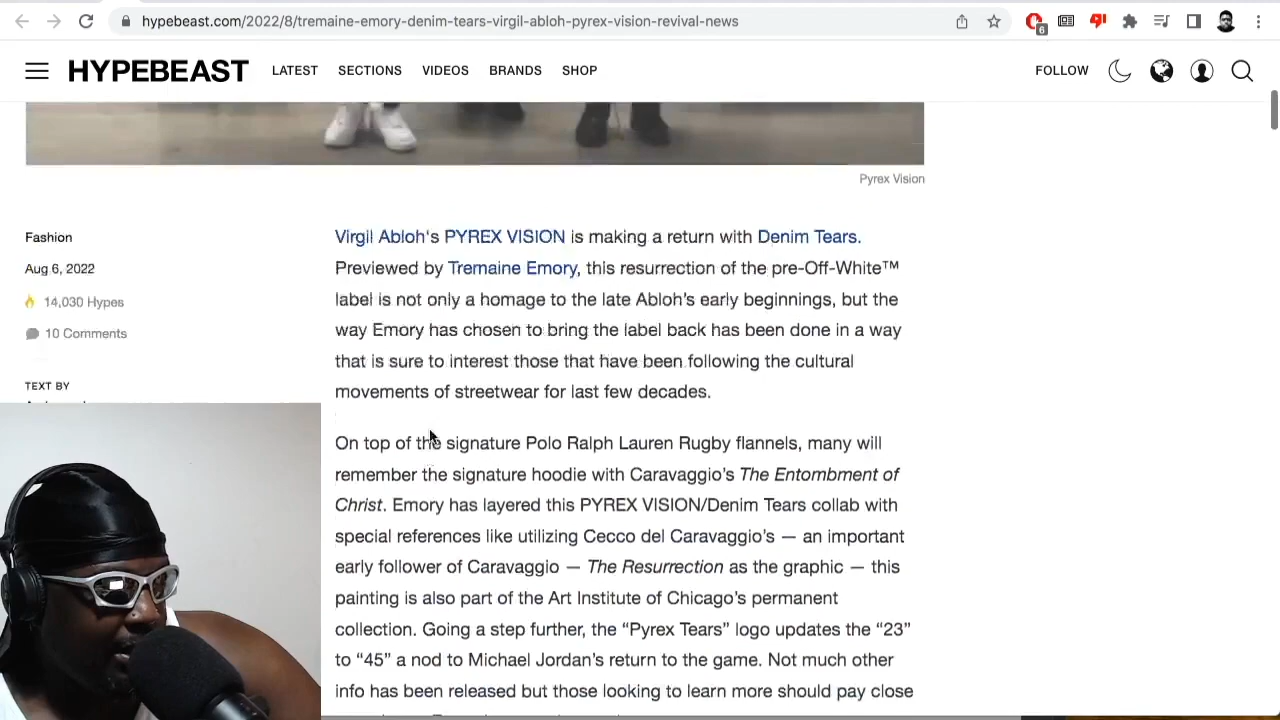 hypebeast.com/2022/8/tremaine-emory-denim-tears-virgil-abloh-pyrex-vision-revival-news
6
HYPEBEAST LATEST SECTIONS VIDEOS BRANDS SHOP FOLLOW
Pyrex Vision
Fashion
Aug 6, 2022
14,030 Hypes
10 Comments
TEXT BY
Virgil Abloh's PYREX VISION is making a return with Denim Tears.
Previewed by Tremaine Emory, this resurrection of the pre-Off-White™
label is not only a homage to the late Abloh’s early beginnings, but the
way Emory has chosen to bring the label back has been done in a way
that is sure to interest those that have been following the cultural
movements of streetwear for last few decades.
On top of the signature Polo Ralph Lauren Rugby flannels, many will
remember the signature hoodie with Caravaggio’s The Entombment of
Christ. Emory has layered this PYREX VISION/Denim Tears collab with
special references like utilizing Cecco del Caravaggio’s — an important
early follower of Caravaggio — The Resurrection as the graphic — this
painting is also part of the Art Institute of Chicago’s permanent
collection. Going a step further, the “Pyrex Tears” logo updates the “23”
to “45” a nod to Michael Jordan’s return to the game. Not much other
info has been released but those looking to learn more should pay close